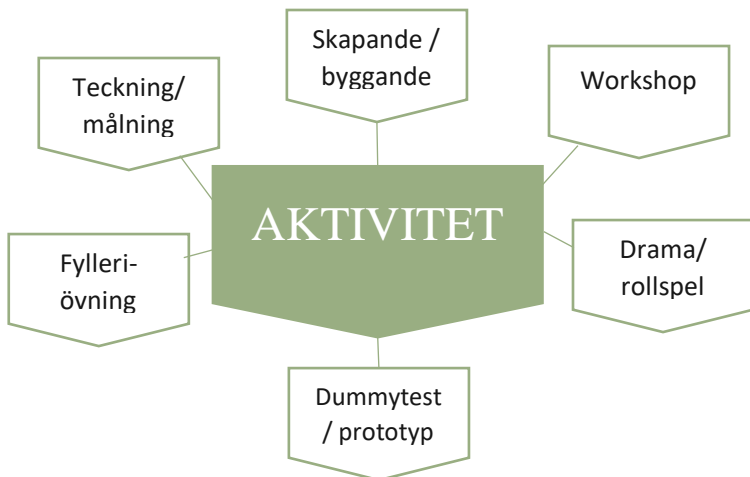 Skapande /
byggande
Teckning/
målning
Workshop
AKTIVITET
Fylleri-
övning
Drama/
rollspel
Dummytest
/ prototyp